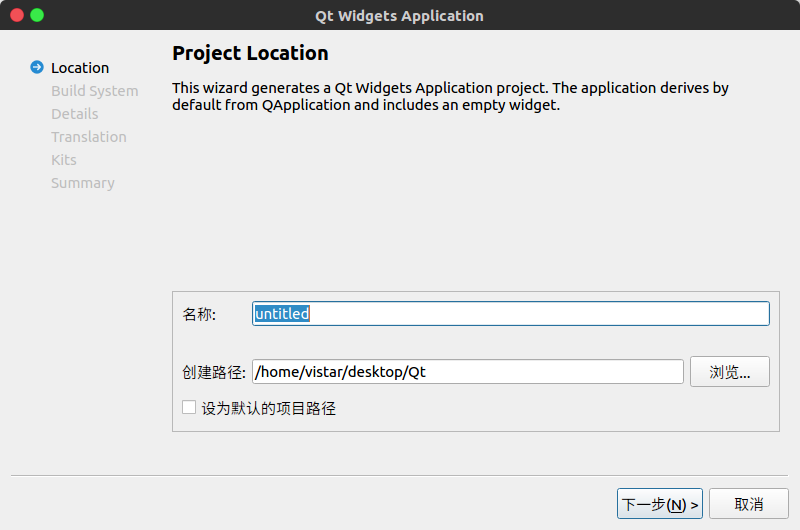 Qt Widgets Application
Location
Build System
Details
Translation
Kits
Summary
Project Location
This wizard generates a Qt Widgets Application project. The application derives by
default from QApplication and includes an empty widget.
名称:
untitled
创建路径:
/home/vistar/desktop/Qt
浏览...
设为默认的项目路径
下一步(N) >
取消